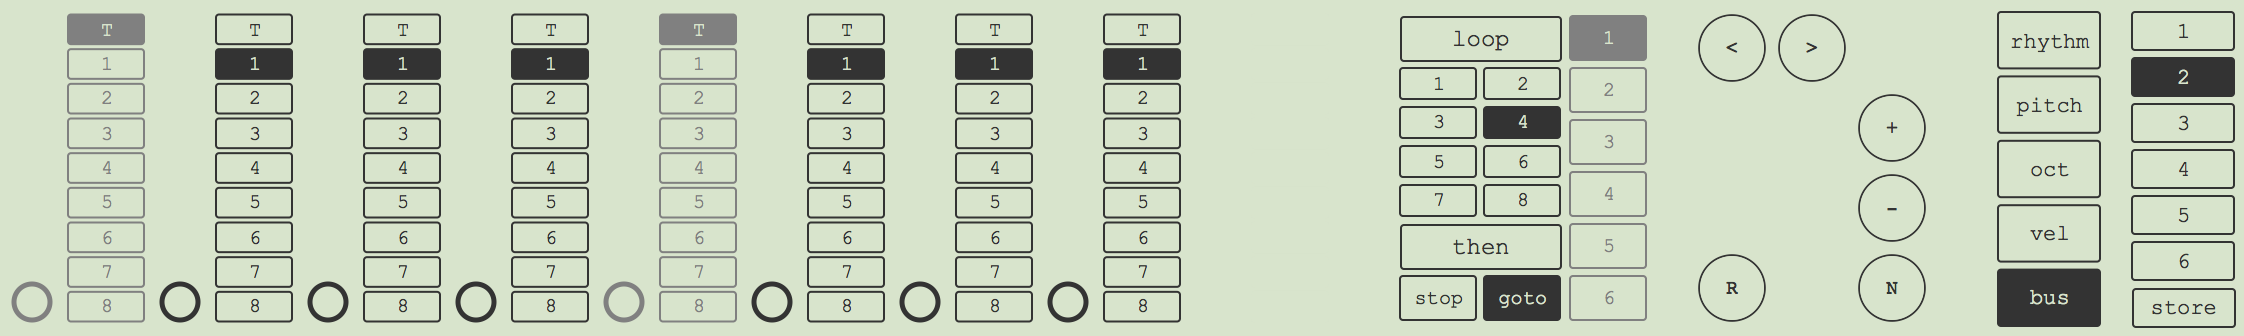 T T T T T T T T
1 1 1 1 1 1 1 1
2 2 2 2 2 2 2 2
3 3 3 3 3 3 3 3
4 4 4 4 4 4 4 4
5 5 5 5 5 5 5 5
6 6 6 6 6 6 6 6
7 7 7 7 7 7 7 7
8 8 8 8 8 8 8 8
loop
1 2
3 4
5 6
7 8
then
stop goto
1
2
3
4
5
6
< >
+
-
R N
rhythm
pitch
oct
vel
bus
1
2
3
4
5
6
store